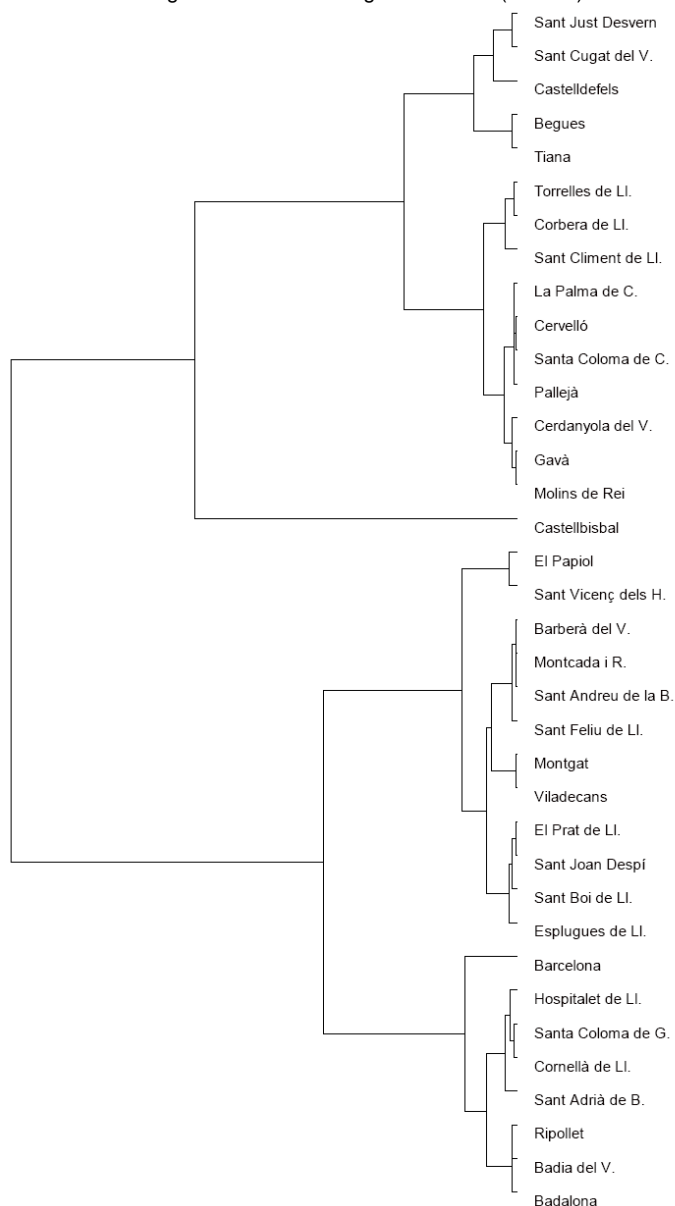 Sant Just Desvern
Sant Cugat del V.
Castelldefels
Begues
Tiana
Torrelles de Ll.
Corbera de Ll.
Sant Climent de Ll.
La Palma de C.
Cervelló
Santa Coloma de C.
Pallejà
Cerdanyola del V.
Gavà
Molins de Rei
Castellbisbal
El Papiol
Sant Vicenç dels H.
Barberà del V.
Montcada i R.
Sant Andreu de la B.
Sant Feliu de Ll.
Montgat
Viladecans
El Prat de Ll.
Sant Joan Despí
Sant Boi de Ll.
Esplugues de Ll.
Barcelona
Hospitalet de Ll.
Santa Coloma de G.
Cornellà de Ll.
Sant Adrià de B.
Ripollet
Badia del V.
Badalona